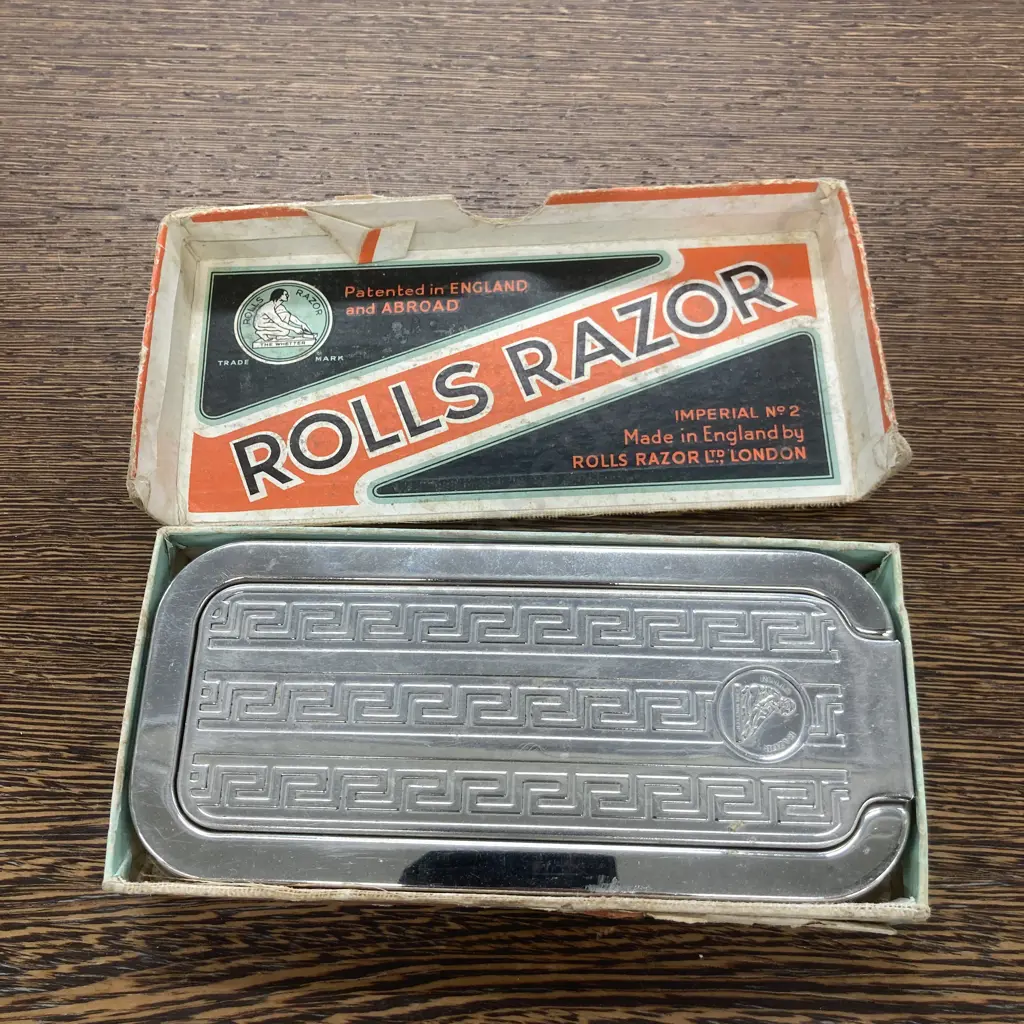 ROLLS RAZOR
THE WHETTER
TRADE MARK
Patented in ENGLAND
and ABROAD
ROLLS RAZOR
IMPERIAL Nº 2
Made in England by
ROLLS RAZOR LTD, LONDON